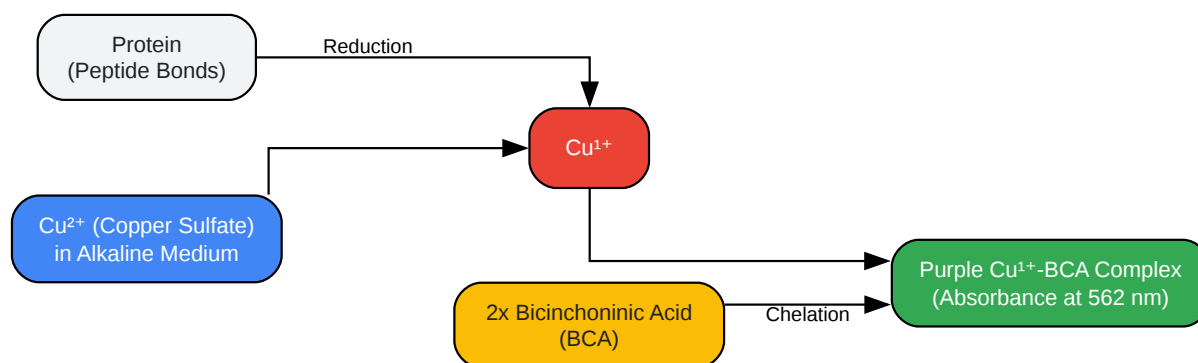 Protein
(Peptide Bonds)
Reduction
Cu¹⁺
Cu²⁺ (Copper Sulfate)
in Alkaline Medium
Purple Cu¹⁺-BCA Complex
(Absorbance at 562 nm)
2x Bicinchoninic Acid
(BCA)
Chelation